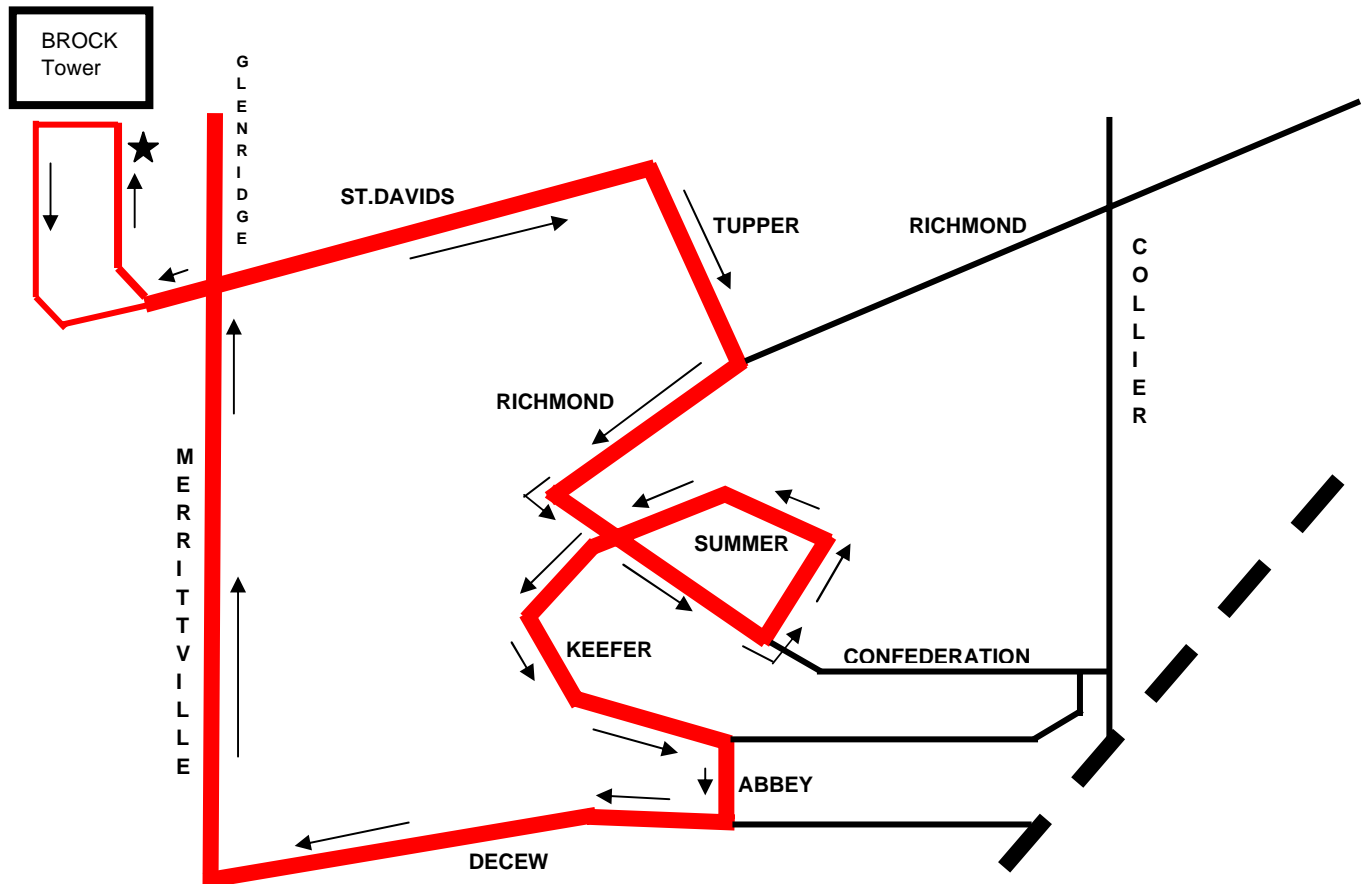 BROCK
Tower
GLENRIDGE
ST.DAVIDS
TUPPER
RICHMOND
COLLIER
RICHMOND
MERRITTVILLE
SUMMER
KEEFER
CONFEDERATION
ABBEY
DECEW